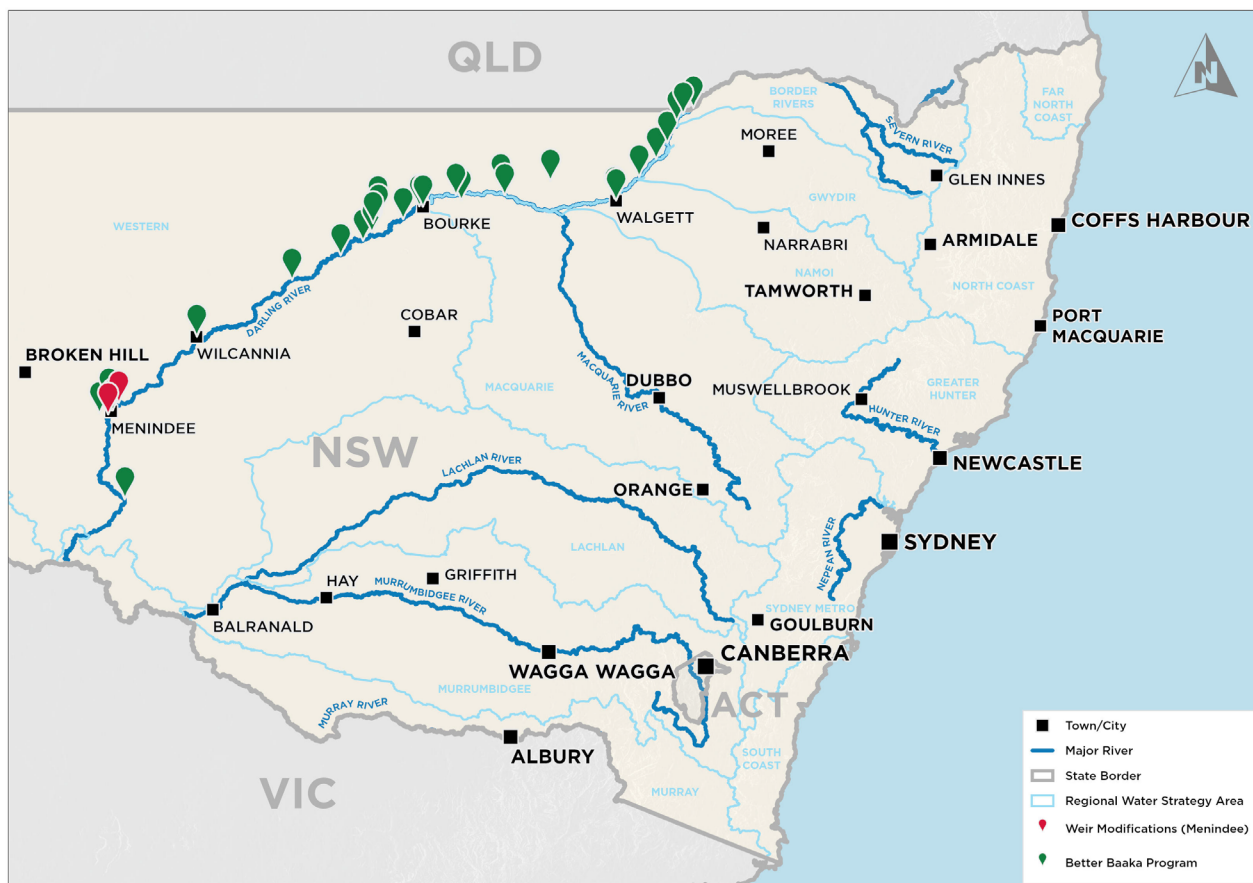 QLD
N
FAR
NORTH
COAST
BORDER
RIVERS
SEVERN RIVER
MOREE
GLEN INNES
GWYDIR
WESTERN
BOURKE
WALGETT
NARRABRI
ARMIDALE
COFFS HARBOUR
NAMOI
TAMWORTH
NORTH COAST
DARLING RIVER
COBAR
WILCANNIA
PORT
MACQUARIE
BROKEN HILL
MACQUARIE
MACQUARIE
RIVER
DUBBO
MUSWELLBROOK
GREATER
HUNTER
HUNTER RIVER
MENINDEE
NSW
LACHLAN RIVER
NEWCASTLE
ORANGE
NEPEAN RIVER
SYDNEY
LACHLAN
HAY
GRIFFITH
MURRUMBIDGEE RIVER
BALRANALD
SYDNEY METRO
GOULBURN
CANBERRA
WAGGA WAGGA
MURRUMBIDGEE
ACT
MURRAY RIVER
ALBURY
SOUTH
COAST
VIC
MURRAY
Town/City
Major River
State Border
Regional Water Strategy Area
Weir Modifications (Menindee)
Better Baaka Program